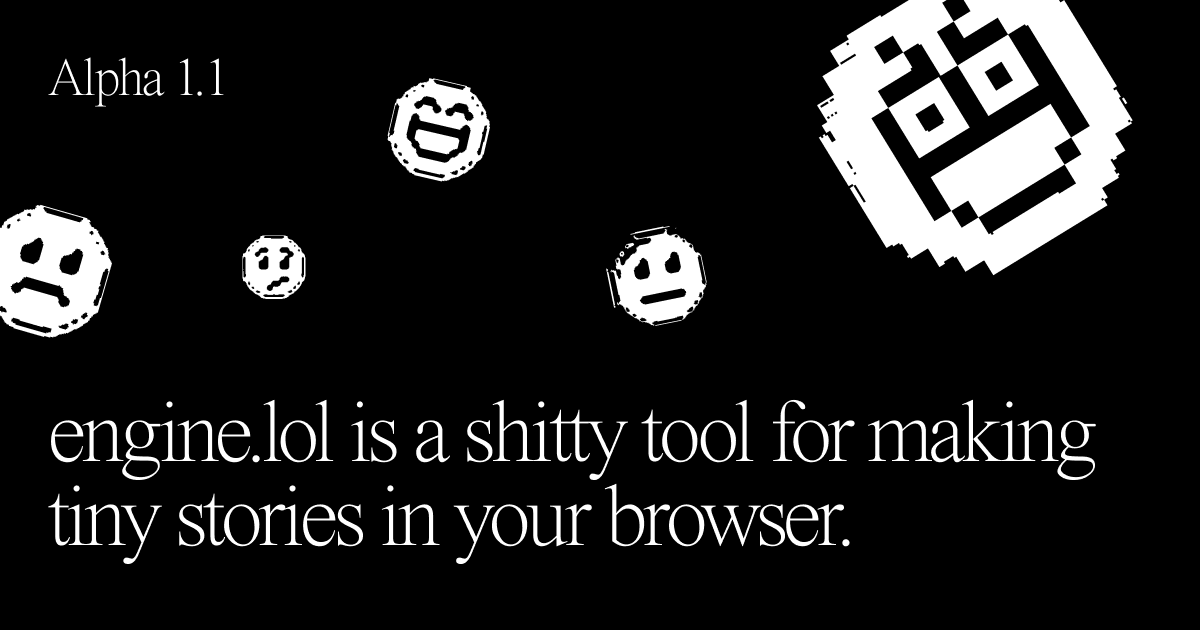 Alpha 1.1
engine.lol is a shitty tool for making
tiny stories in your browser.